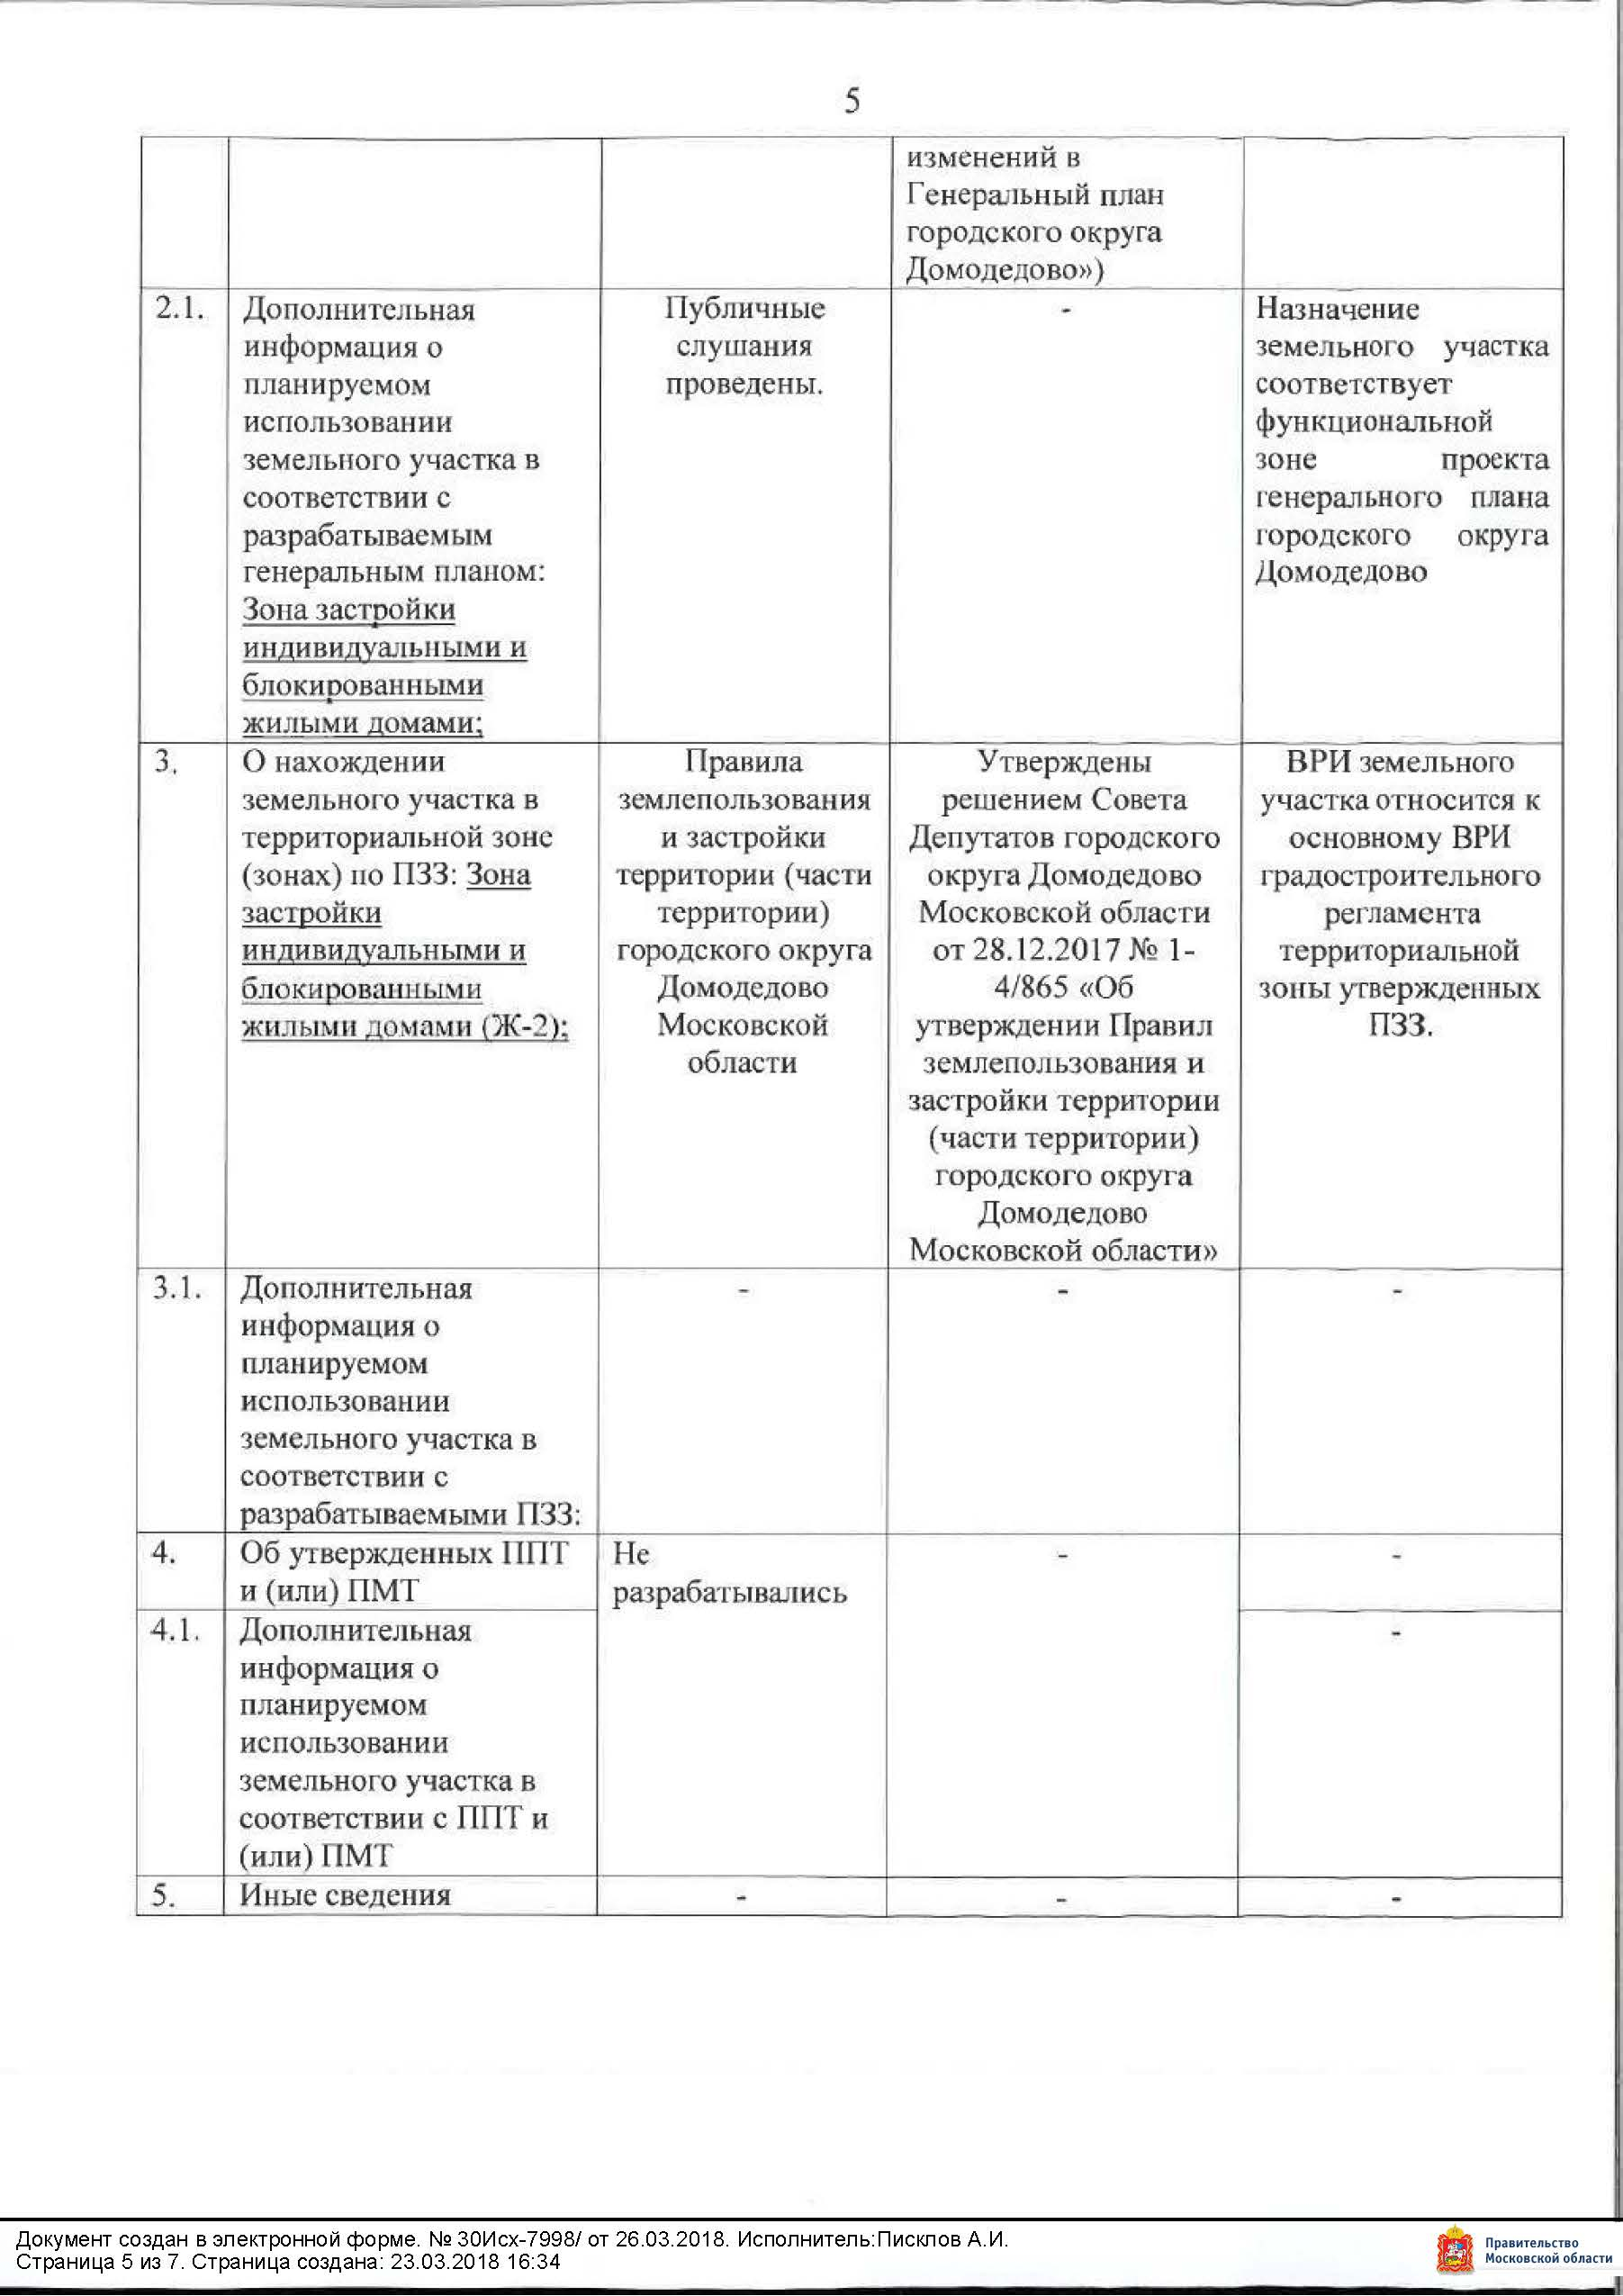 5
изменений в
Генеральный план
городского округа
Домодедово»)
2.1.
Дополнительная
информация о
планируемом
использовании
земельного участка в
соответствии с
разрабатываемым
генеральным планом:
Зона застройки
индивидуальными и
блокированными
жилыми домами;
Публичные
слушания
проведены.
-
Назначение
земельного участка
соответствует
функциональной
зоне проекта
генерального плана
городского округа
Домодедово
3.
О нахождении
земельного участка в
территориальной зоне
(зонах) по ПЗЗ: Зона
застройки
индивидуальными и
блокированными
жилыми домами (Ж-2);
Правила
землепользования
и застройки
территории (части
территории)
городского округа
Домодедово
Московской
области
Утверждены
решением Совета
Депутатов городского
округа Домодедово
Московской области
от 28.12.2017 № 1-
4/865 «Об
утверждении Правил
землепользования и
застройки территории
(части территории)
городского округа
Домодедово
Московской области»
ВРИ земельного
участка относится к
основному ВРИ
градостроительного
регламента
территориальной
зоны утвержденных
ПЗЗ.
3.1.
Дополнительная
информация о
планируемом
использовании
земельного участка в
соответствии с
разрабатываемыми ПЗЗ:
-
-
-
4.
Об утвержденных ППТ
и (или) ПМТ
Не
разрабатывались
-
-
4.1.
Дополнительная
информация о
планируемом
использовании
земельного участка в
соответствии с ППТ и
(или) ПМТ
-
5.
Иные сведения
-
-
-
Документ создан в электронной форме. № 30Исх-7998/ от 26.03.2018. Исполнитель:Писклов А.И.
Страница 5 из 7. Страница создана: 23.03.2018 16:34
Правительство
Московской области